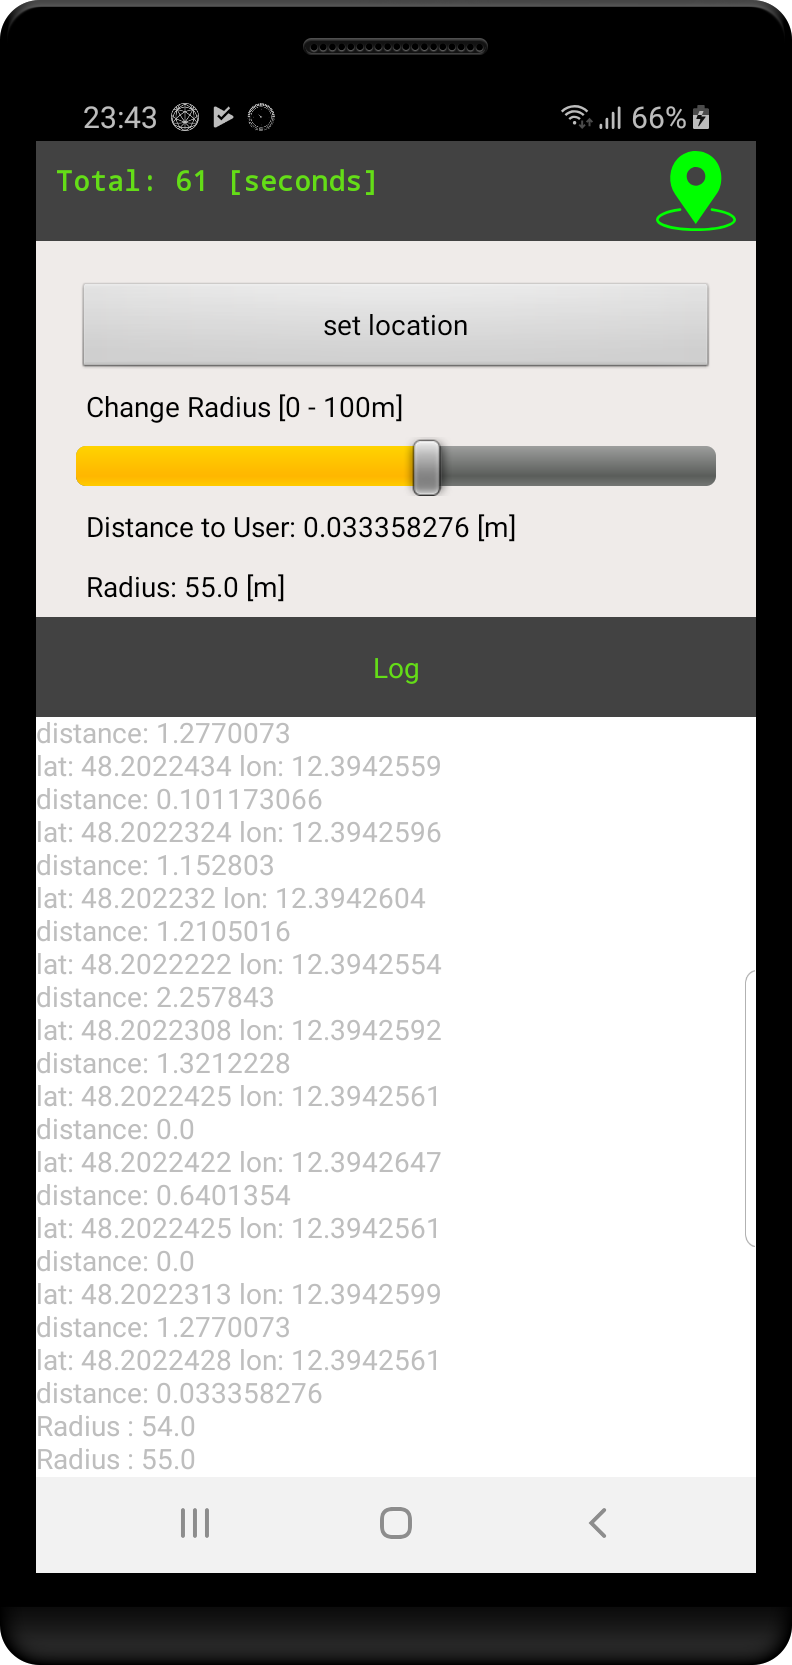 23:43 66%
Total: 61 [seconds]
set location
Change Radius [0 - 100m]
Distance to User: 0.033358276 [m]
Radius: 55.0 [m]
Log
distance: 1.2770073
lat: 48.2022434 lon: 12.3942559
distance: 0.101173066
lat: 48.2022324 lon: 12.3942596
distance: 1.152803
lat: 48.202232 lon: 12.3942604
distance: 1.2105016
lat: 48.2022222 lon: 12.3942554
distance: 2.257843
lat: 48.2022308 lon: 12.3942592
distance: 1.3212228
lat: 48.2022425 lon: 12.3942561
distance: 0.0
lat: 48.2022422 lon: 12.3942647
distance: 0.6401354
lat: 48.2022425 lon: 12.3942561
distance: 0.0
lat: 48.2022313 lon: 12.3942599
distance: 1.2770073
lat: 48.2022428 lon: 12.3942561
distance: 0.033358276
Radius : 54.0
Radius : 55.0